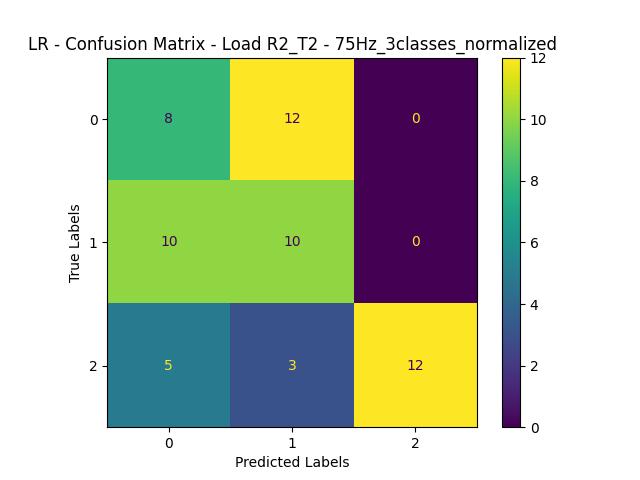 LR - Confusion Matrix - Load R2_T2 - 75Hz_3classes_normalized
True Labels
0 8 12 0
1 10 10 0
2 5 3 12
0 1 2
Predicted Labels
12
10
8
6
4
2
0